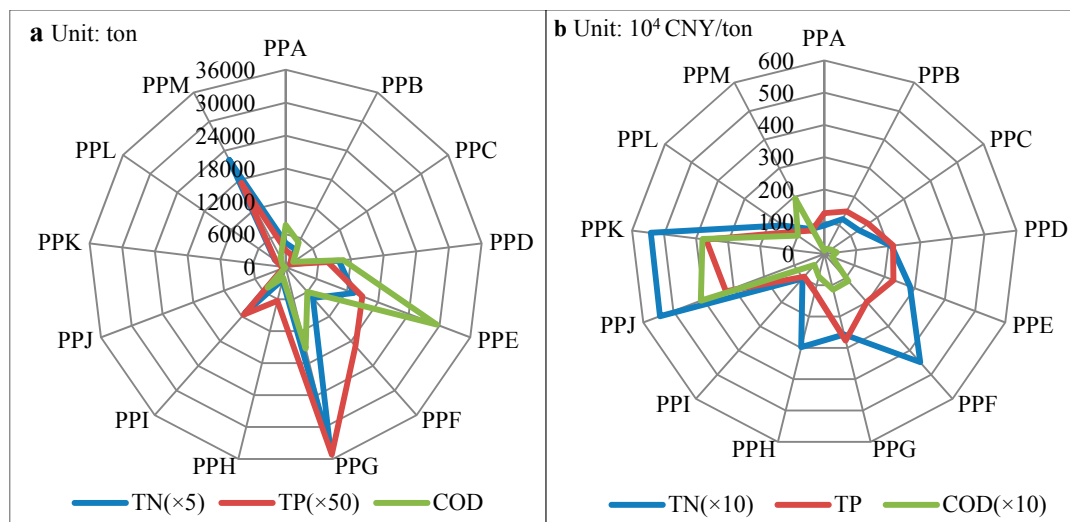 a Unit: ton
PPA
PPB
PPC
PPD
PPE
PPF
PPG
PPH
PPI
PPJ
PPK
PPL
PPM
36000
30000
24000
18000
12000
6000
0
TN(×5) TP(×50) COD
b Unit: 10⁴ CNY/ton
PPA
PPB
PPC
PPD
PPE
PPF
PPG
PPH
PPI
PPJ
PPK
PPL
PPM
600
500
400
300
200
100
0
TN(×10) TP COD(×10)